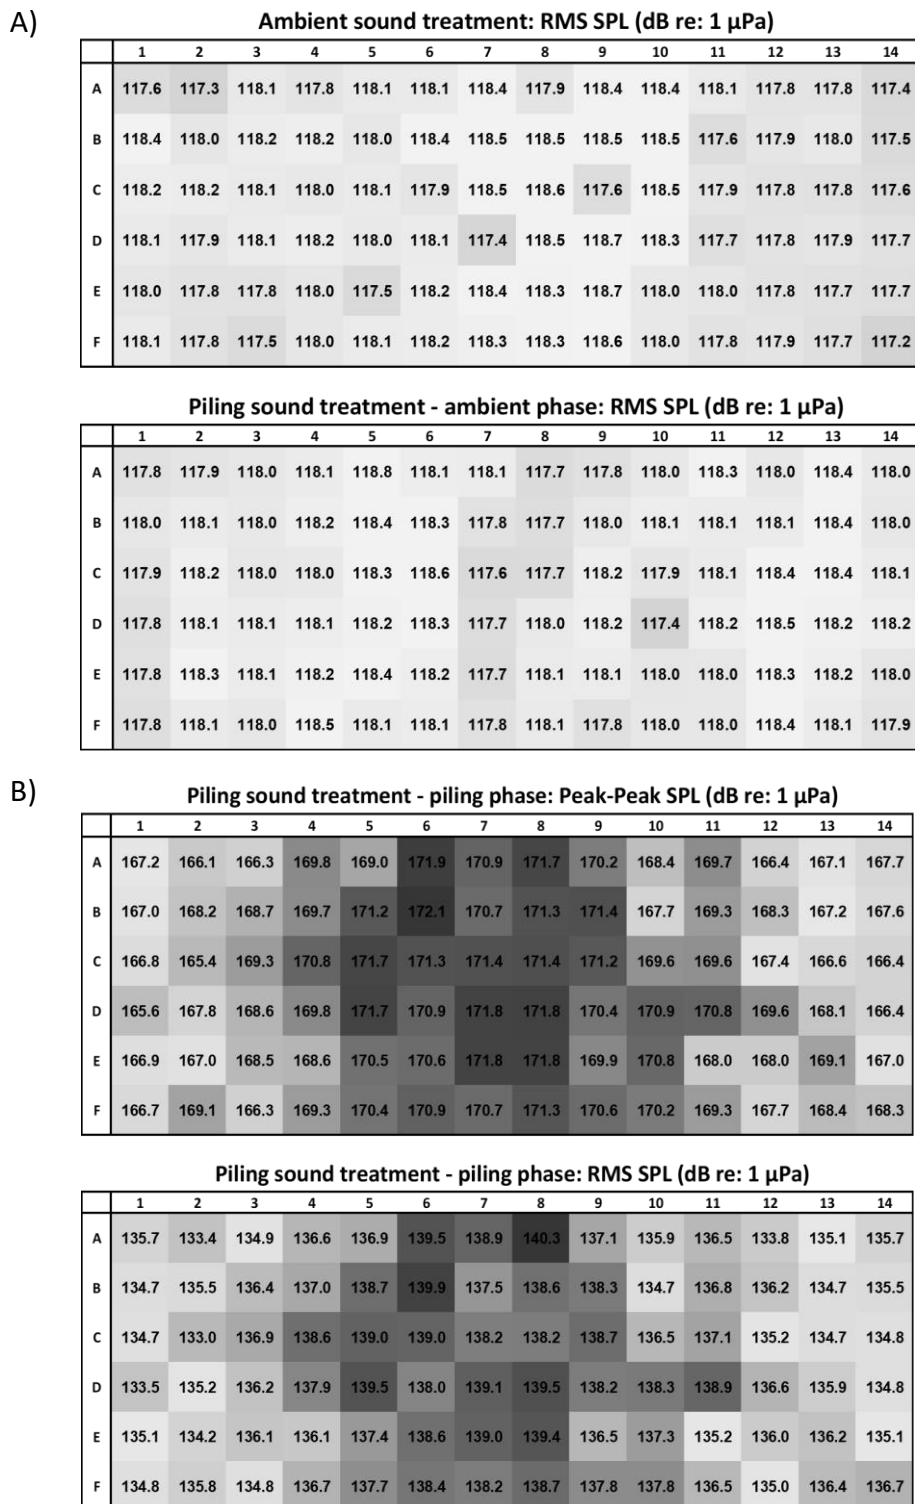 A)
Ambient sound treatment: RMS SPL (dB re: 1 µPa)
1 2 3 4 5 6 7 8 9 10 11 12 13 14
A 117.6 117.3 118.1 117.8 118.1 118.1 118.4 117.9 118.4 118.4 118.1 117.8 117.8 117.4
B 118.4 118.0 118.2 118.2 118.0 118.4 118.5 118.5 118.5 118.5 117.6 117.9 118.0 117.5
C 118.2 118.2 118.1 118.0 118.1 117.9 118.5 118.6 117.6 118.5 117.9 117.8 117.8 117.6
D 118.1 117.9 118.1 118.2 118.0 118.1 117.4 118.5 118.7 118.3 117.7 117.8 117.9 117.7
E 118.0 117.8 117.8 118.0 117.5 118.2 118.4 118.3 118.7 118.0 118.0 117.8 117.7 117.7
F 118.1 117.8 117.5 118.0 118.1 118.2 118.3 118.3 118.6 118.0 117.8 117.9 117.7 117.2
Piling sound treatment - ambient phase: RMS SPL (dB re: 1 µPa)
1 2 3 4 5 6 7 8 9 10 11 12 13 14
A 117.8 117.9 118.0 118.1 118.8 118.1 118.1 117.7 117.8 118.0 118.3 118.0 118.4 118.0
B 118.0 118.1 118.0 118.2 118.4 118.3 117.8 117.7 118.0 118.1 118.1 118.1 118.4 118.0
C 117.9 118.2 118.0 118.0 118.3 118.6 117.6 117.7 118.2 117.9 118.1 118.4 118.4 118.1
D 117.8 118.1 118.1 118.1 118.2 118.3 117.7 118.0 118.2 117.4 118.2 118.5 118.2 118.2
E 117.8 118.3 118.1 118.2 118.4 118.2 117.7 118.1 118.1 118.0 118.0 118.3 118.2 118.0
F 117.8 118.1 118.0 118.5 118.1 118.1 117.8 118.1 117.8 118.0 118.0 118.4 118.1 117.9
B)
Piling sound treatment - piling phase: Peak-Peak SPL (dB re: 1 µPa)
1 2 3 4 5 6 7 8 9 10 11 12 13 14
A 167.2 166.1 166.3 169.8 169.0 171.9 170.9 171.7 170.2 168.4 169.7 166.4 167.1 167.7
B 167.0 168.2 168.7 169.7 171.2 172.1 170.7 171.3 171.4 167.7 169.3 168.3 167.2 167.6
C 166.8 165.4 169.3 170.8 171.7 171.3 171.4 171.4 171.2 169.6 169.6 167.4 166.6 166.4
D 165.6 167.8 168.6 169.8 171.7 170.9 171.8 171.8 170.4 170.9 170.8 169.6 168.1 166.4
E 166.9 167.0 168.5 168.6 170.5 170.6 171.8 171.8 169.9 170.8 168.0 168.0 169.1 167.0
F 166.7 169.1 166.3 169.3 170.4 170.9 170.7 171.3 170.6 170.2 169.3 167.7 168.4 168.3
Piling sound treatment - piling phase: RMS SPL (dB re: 1 µPa)
1 2 3 4 5 6 7 8 9 10 11 12 13 14
A 135.7 133.4 134.9 136.6 136.9 139.5 138.9 140.3 137.1 135.9 136.5 133.8 135.1 135.7
B 134.7 135.5 136.4 137.0 138.7 139.9 137.5 138.6 138.3 134.7 136.8 136.2 134.7 135.5
C 134.7 133.0 136.9 138.6 139.0 139.0 138.2 138.2 138.7 136.5 137.1 135.2 134.7 134.8
D 133.5 135.2 136.2 137.9 139.5 138.0 139.1 139.5 138.2 138.3 138.9 136.6 135.9 134.8
E 135.1 134.2 136.1 136.1 137.4 138.6 139.0 139.4 136.5 137.3 135.2 136.0 136.2 135.1
F 134.8 135.8 134.8 136.7 137.7 138.4 138.2 138.7 137.8 137.8 136.5 135.0 136.4 136.7